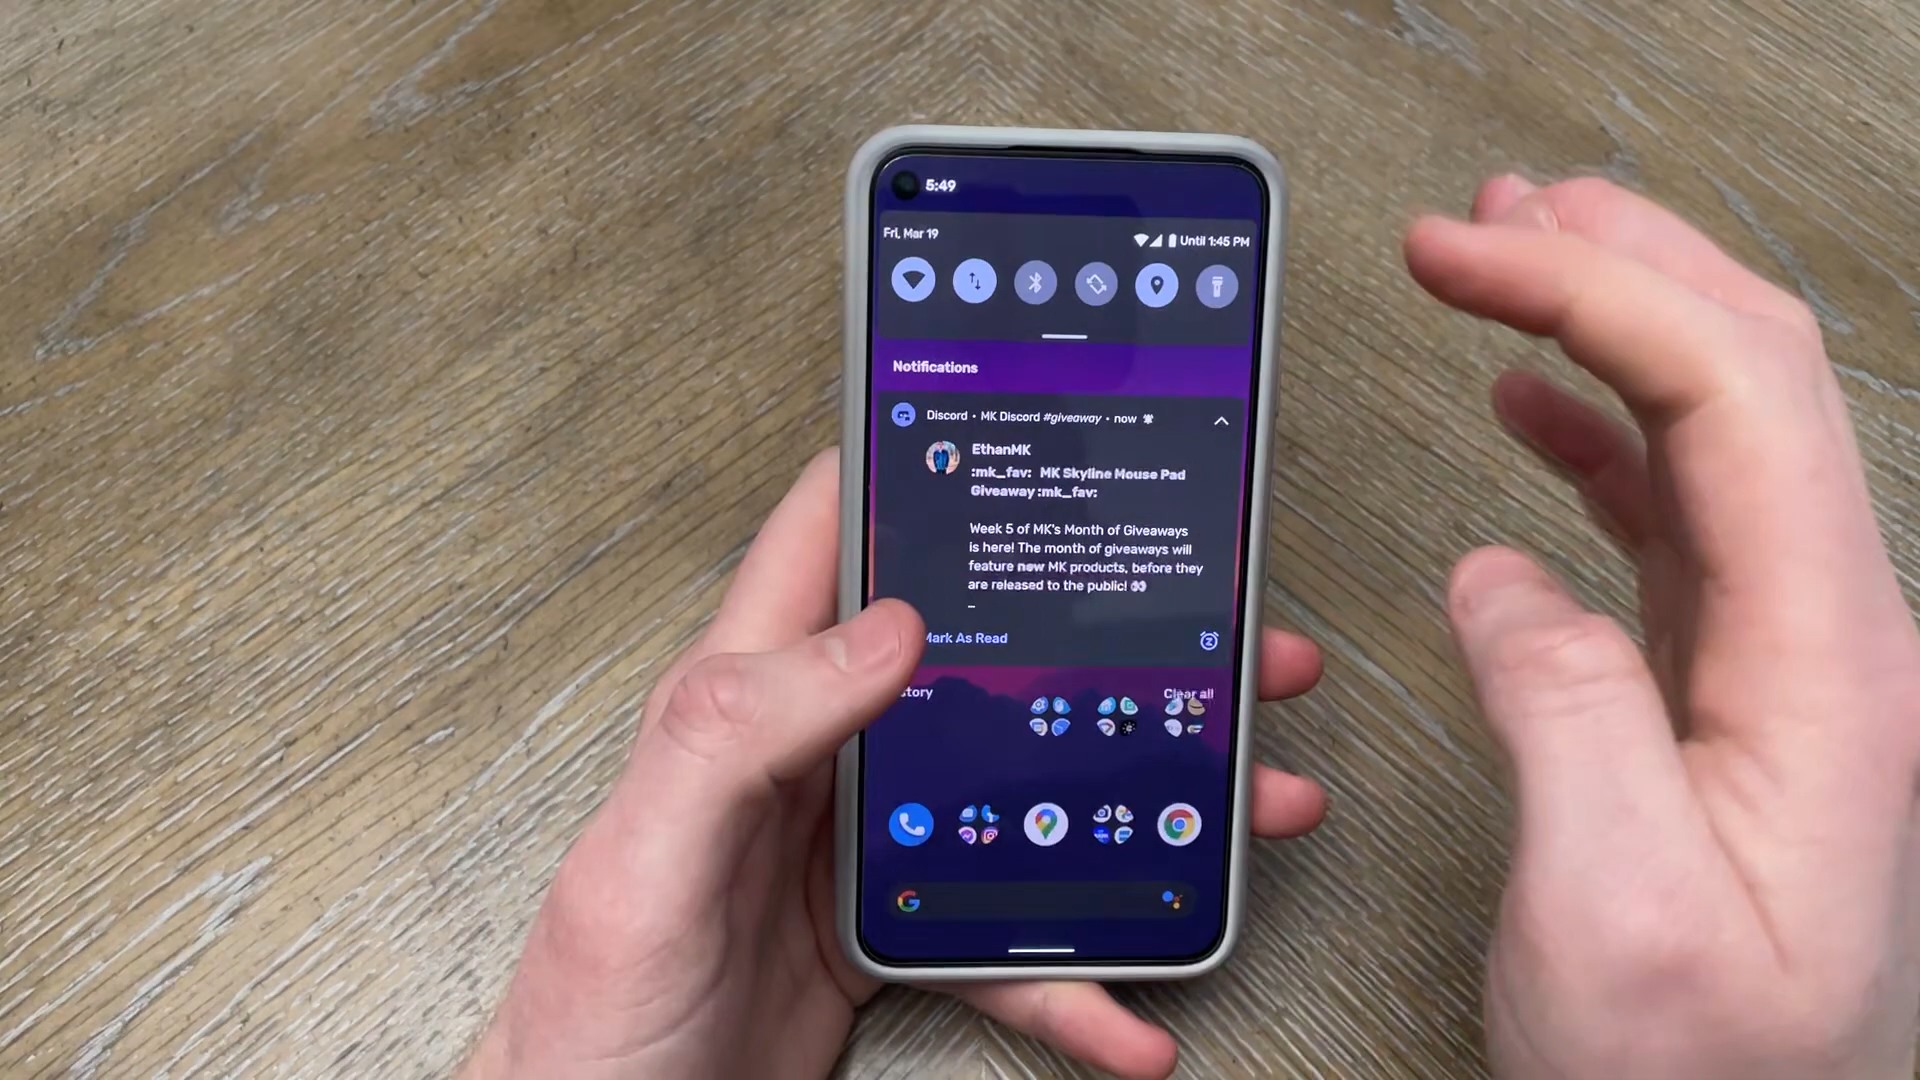 5:49
Fri, Mar 19
Until 1:45 PM
Notifications
Discord • MK Discord #giveaway • now
EthanMK
:mk_fav: MK Skyline Mouse Pad
Giveaway :mk_fav:
Week 5 of MK's Month of Giveaways
is here! The month of giveaways will
feature new MK products, before they
are released to the public! 👀
–
Mark As Read
story
Clear all